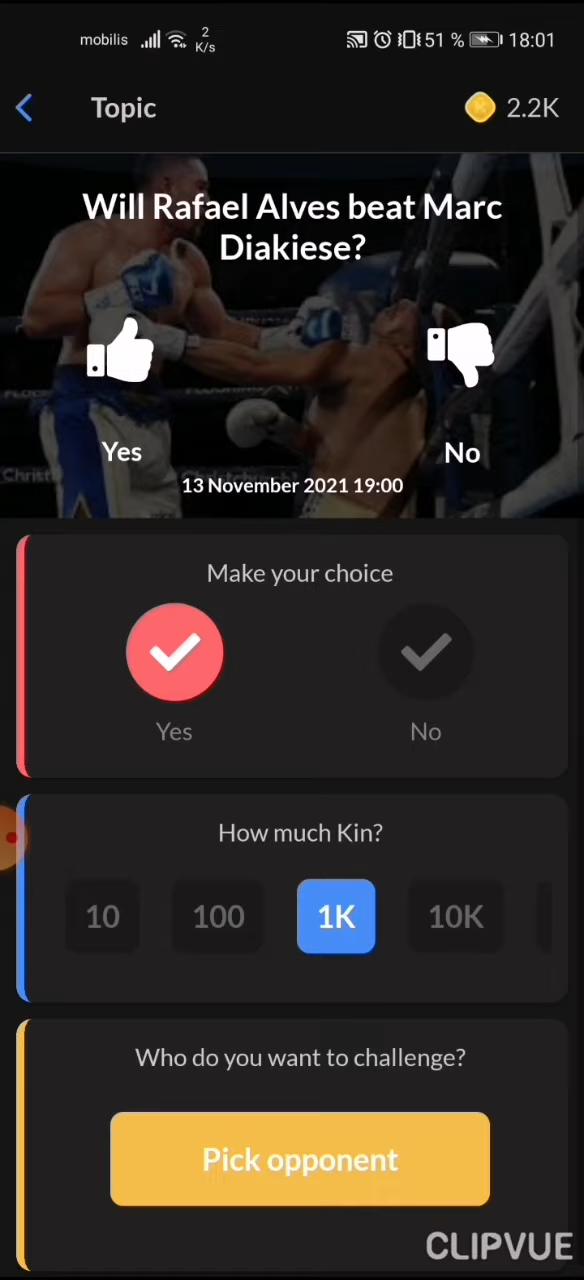 mobilis 2 K/s 51 % 18:01
Topic 2.2K
Will Rafael Alves beat Marc
Diakiese?
Yes No
Christ
13 November 2021 19:00
Make your choice
Yes No
How much Kin?
10 100 1K 10K
Who do you want to challenge?
Pick opponent
CLIPVUE